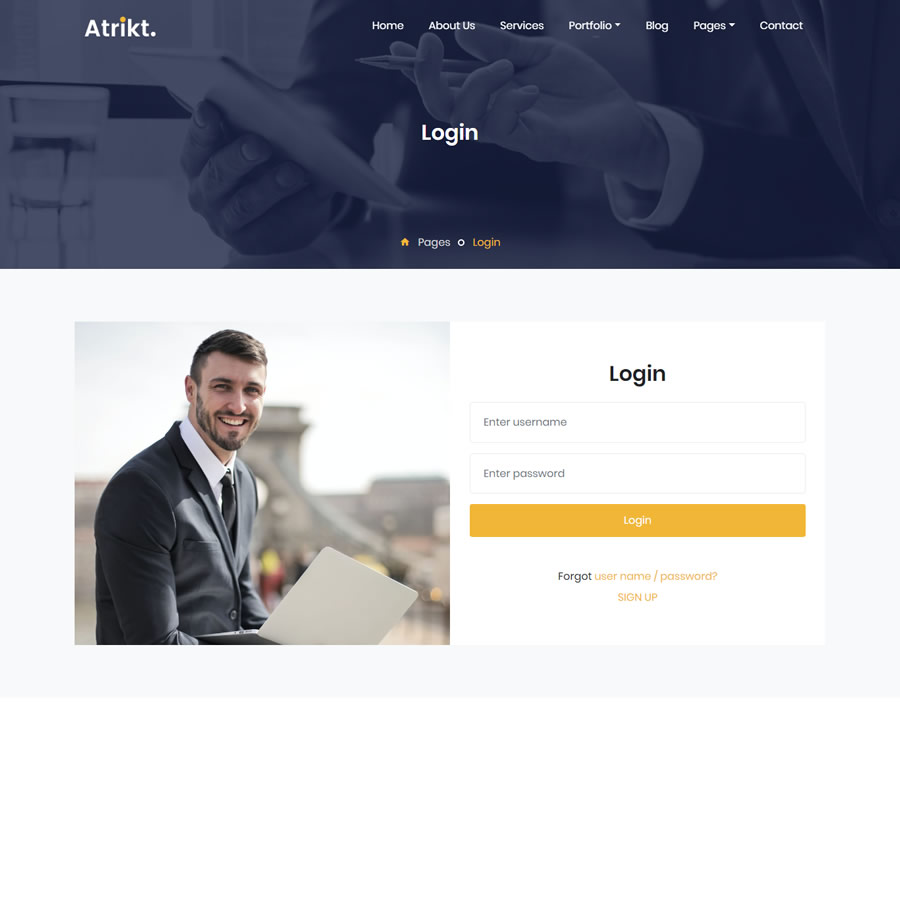 Atrikt.
Home About Us Services Portfolio Blog Pages Contact
Login
Pages Login
Login
Enter username
Enter password
Login
Forgot user name / password?
SIGN UP